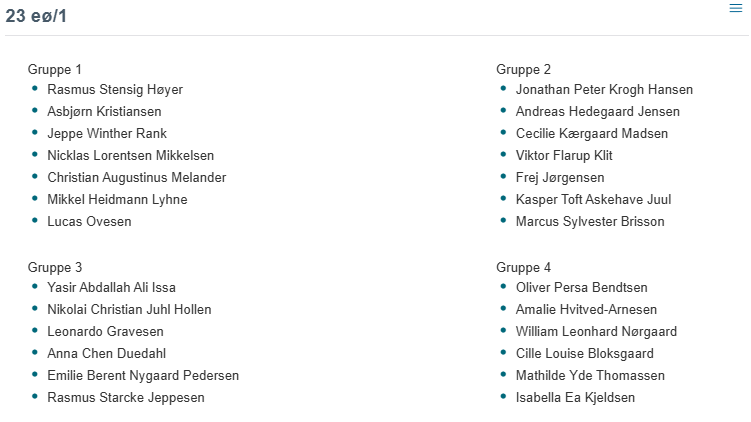 23 eø/1
Gruppe 1
Rasmus Stensig Høyer
Asbjørn Kristiansen
Jeppe Winther Rank
Nicklas Lorentsen Mikkelsen
Christian Augustinus Melander
Mikkel Heidmann Lyhne
Lucas Ovesen
Gruppe 2
Jonathan Peter Krogh Hansen
Andreas Hedegaard Jensen
Cecilie Kærgaard Madsen
Viktor Flarup Klit
Frej Jørgensen
Kasper Toft Askehave Juul
Marcus Sylvester Brisson
Gruppe 3
Yasir Abdallah Ali Issa
Nikolai Christian Juhl Hollen
Leonardo Gravesen
Anna Chen Duedahl
Emilie Berent Nygaard Pedersen
Rasmus Starcke Jeppesen
Gruppe 4
Oliver Persa Bendtsen
Amalie Hvitved-Arnesen
William Leonhard Nørgaard
Cille Louise Bloksgaard
Mathilde Yde Thomassen
Isabella Ea Kjeldsen